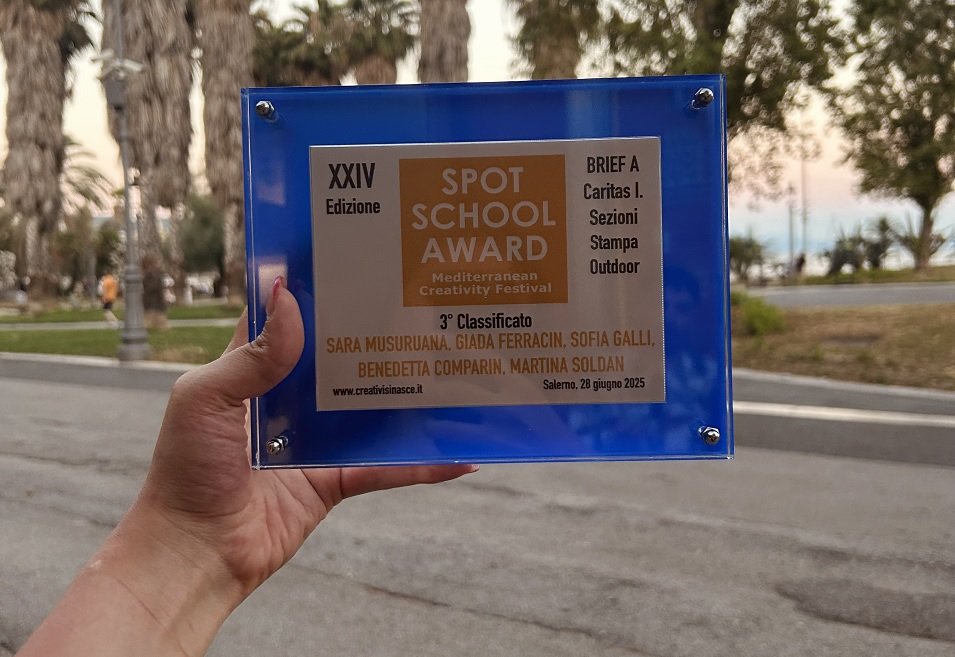 XXIV
Edizione
SPOT
SCHOOL
AWARD
Mediterranean
Creativity Festival
BRIEF A
Caritas I.
Sezioni
Stampa
Outdoor
3° Classificato
SARA MUSURUANA, GIADA FERRACIN, SOFIA GALLI,
BENEDETTA COMPARIN, MARTINA SOLDAN
www.creativisinasce.it
Salerno, 28 giugno 2025